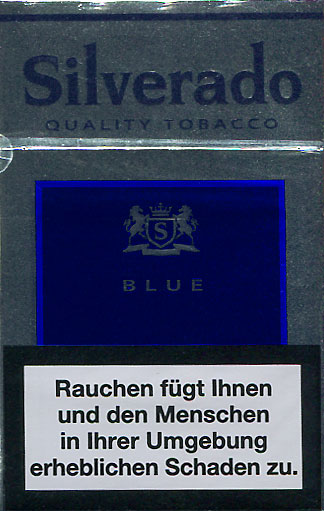 Silverado
QUALITY TOBACCO
S
BLUE
Rauchen fügt Ihnen
und den Menschen
in Ihrer Umgebung
erheblichen Schaden zu.